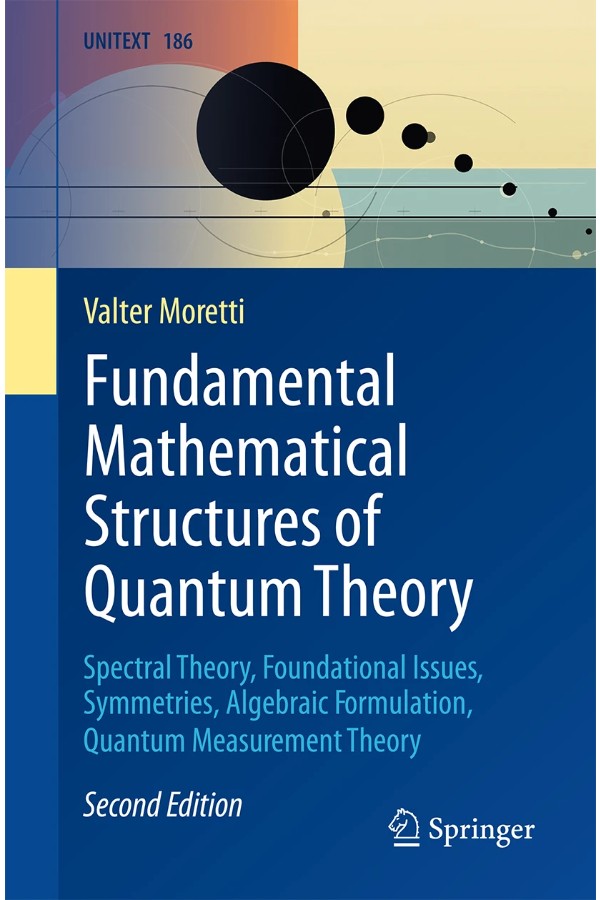 UNITEXT 186
Valter Moretti
Fundamental
Mathematical
Structures of
Quantum Theory
Spectral Theory, Foundational Issues,
Symmetries, Algebraic Formulation,
Quantum Measurement Theory
Second Edition
Springer